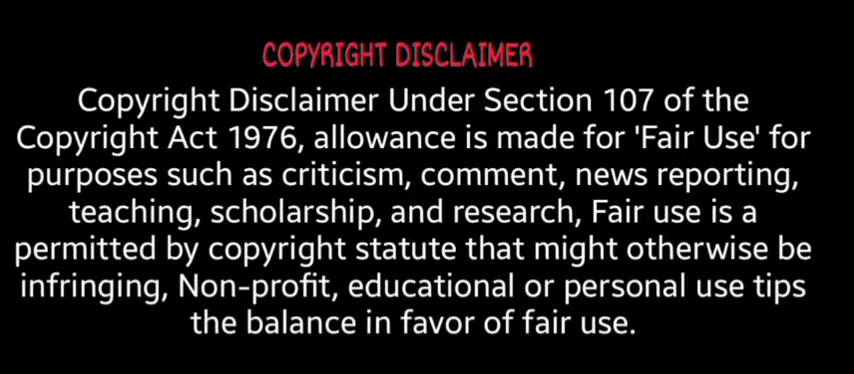 COPYRIGHT DISCLAIMER
Copyright Disclaimer Under Section 107 of the
Copyright Act 1976, allowance is made for 'Fair Use' for
purposes such as criticism, comment, news reporting,
teaching, scholarship, and research, Fair use is a
permitted by copyright statute that might otherwise be
infringing, Non-profit, educational or personal use tips
the balance in favor of fair use.